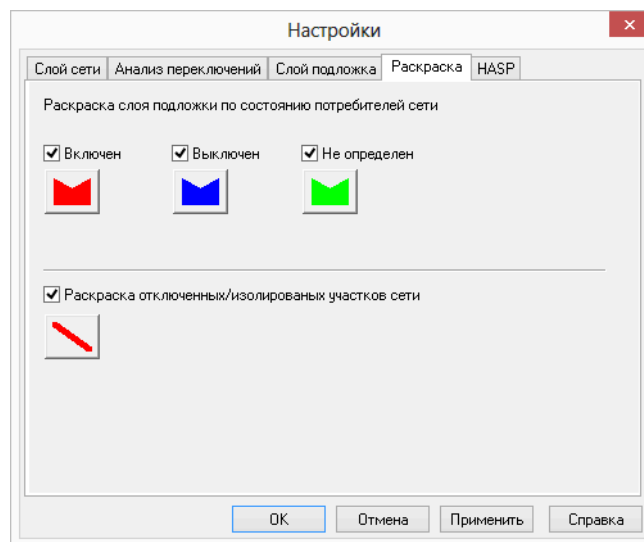 Настройки
Слой сети Анализ переключений Слой подложка Раскраска HASP
Раскраска слоя подложки по состоянию потребителей сети
Включен Выключен Не определен
Раскраска отключенных/изолированых участков сети
OK Отмена Применить Справка